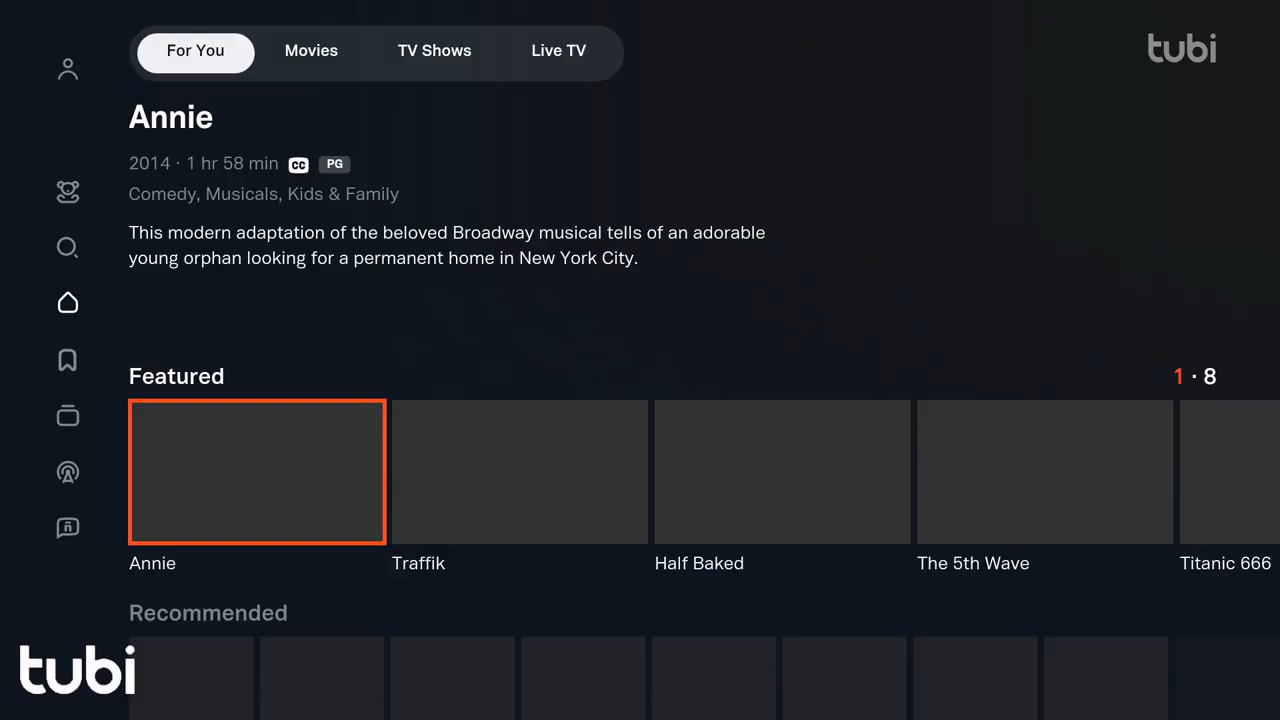 For You
Movies
TV Shows
Live TV
tubi
Annie
2014 · 1 hr 58 min CC PG
Comedy, Musicals, Kids & Family
This modern adaptation of the beloved Broadway musical tells of an adorable
young orphan looking for a permanent home in New York City.
Featured
1 · 8
Annie
Traffik
Half Baked
The 5th Wave
Titanic 666
ñ
Recommended
tubi